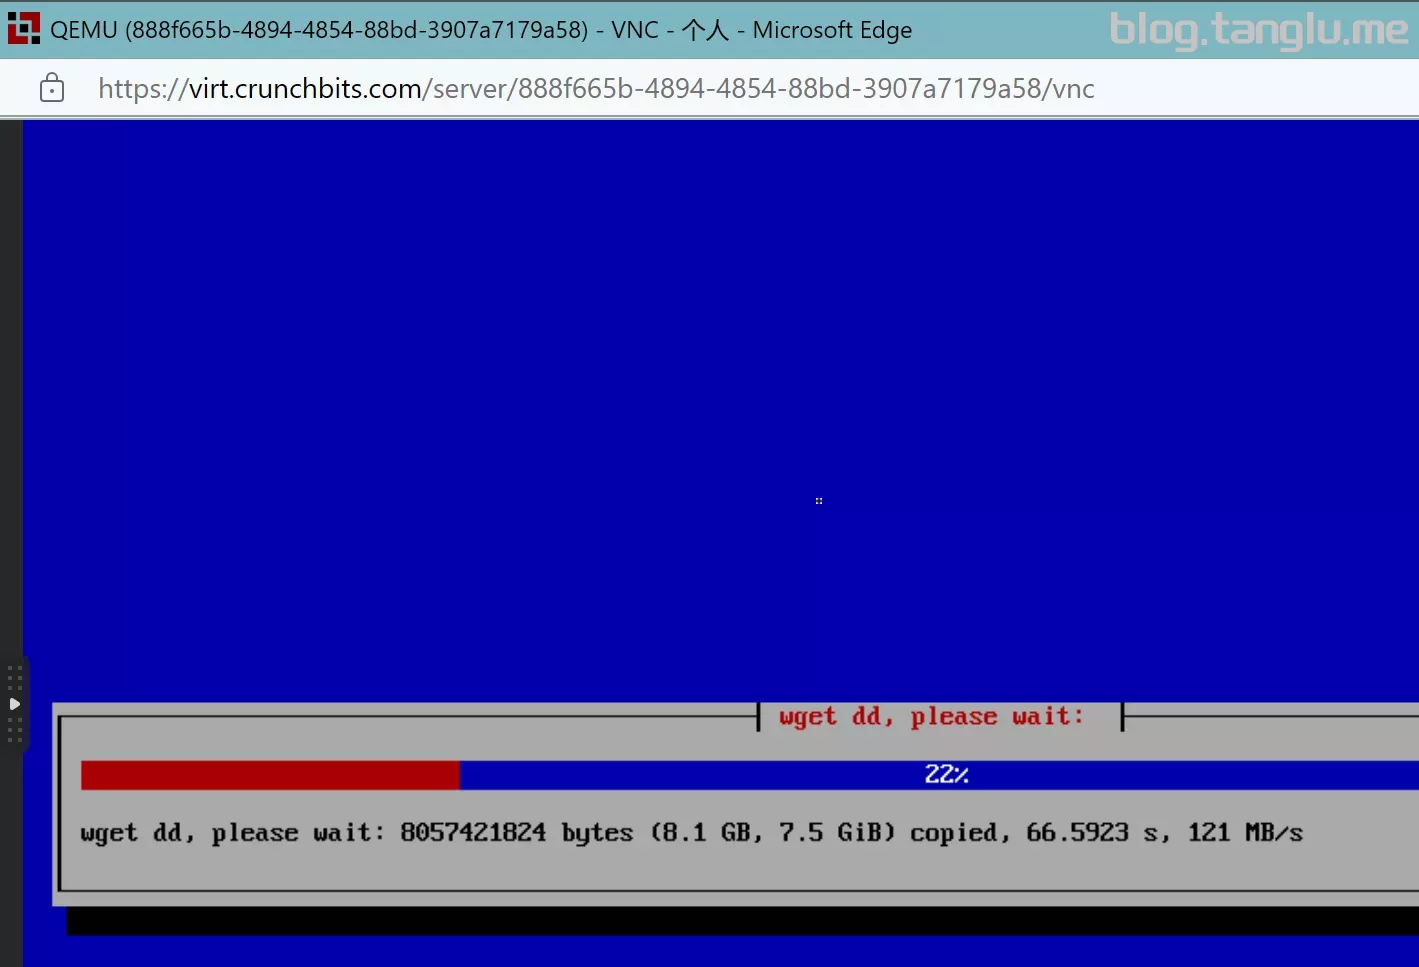 QEMU (888f665b-4894-4854-88bd-3907a7179a58) - VNC - 个人 - Microsoft Edge
blog.tanglu.me
https://virt.crunchbits.com/server/888f665b-4894-4854-88bd-3907a7179a58/vnc
wget dd, please wait:
22%
wget dd, please wait: 8057421824 bytes (8.1 GB, 7.5 GiB) copied, 66.5923 s, 121 MB/s